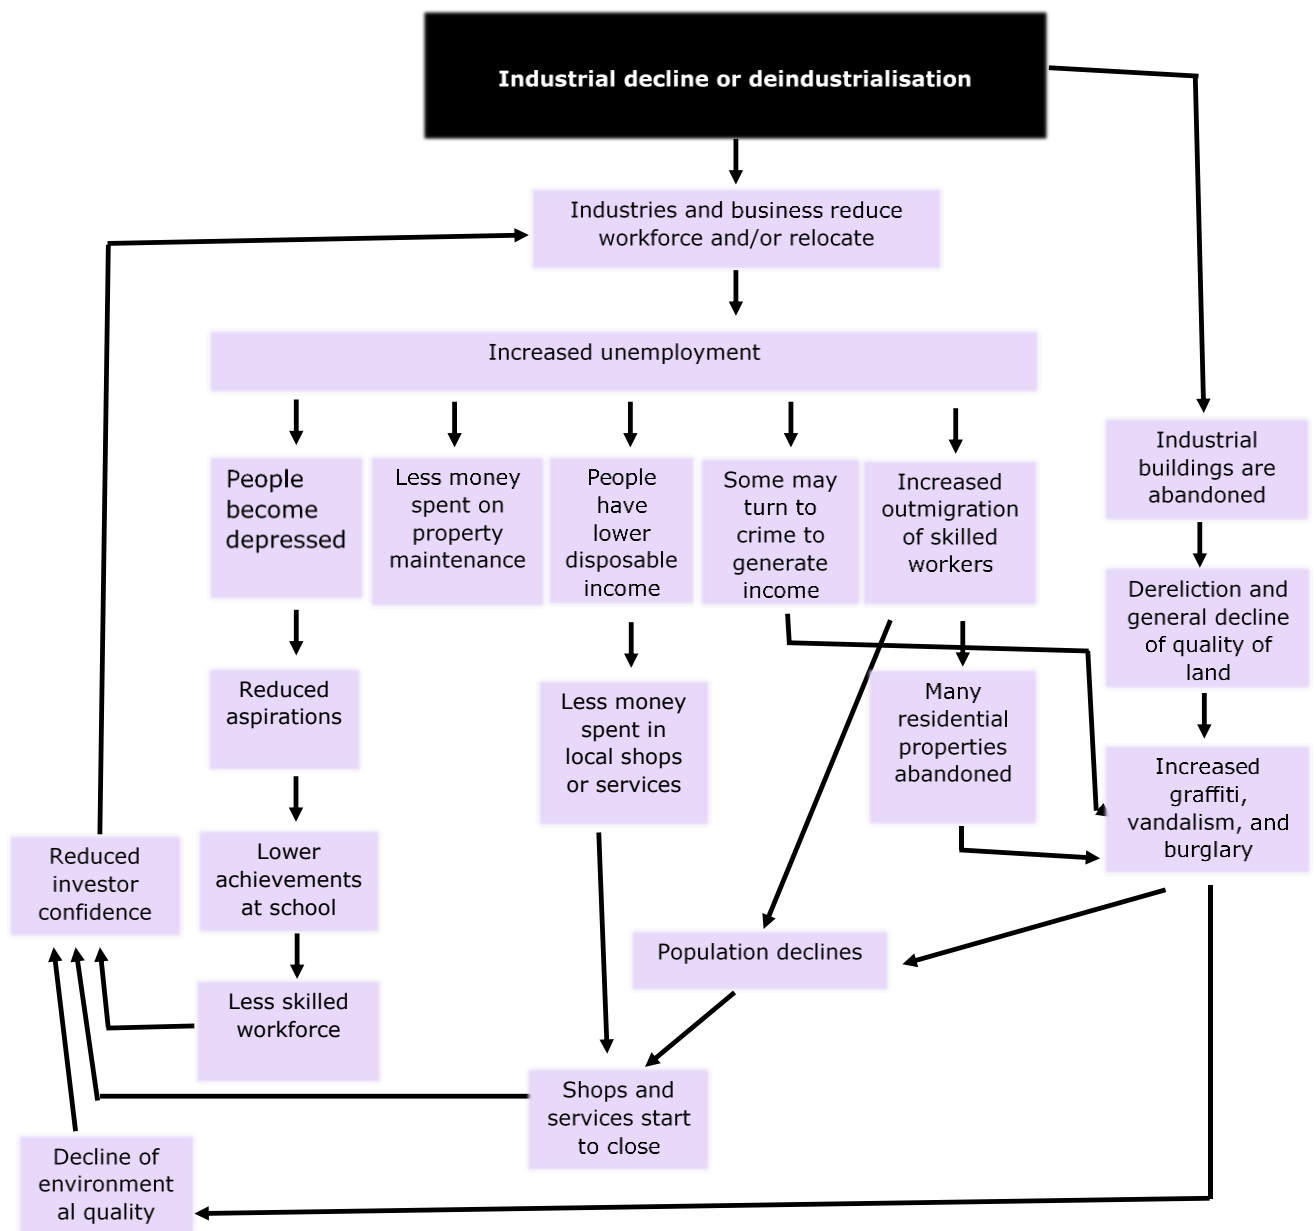 Industrial decline or deindustrialisation
Industries and business reduce
workforce and/or relocate
Increased unemployment
People
become
depressed
Less money
spent on
property
maintenance
People
have
lower
disposable
income
Some may
turn to
crime to
generate
income
Increased
outmigration
of skilled
workers
Industrial
buildings are
abandoned
Dereliction and
general decline
of quality of
land
Reduced
aspirations
Less money
spent in
local shops
or services
Many
residential
properties
abandoned
Increased
graffiti,
vandalism, and
burglary
Reduced
investor
confidence
Lower
achievements
at school
Population declines
Less skilled
workforce
Shops and
services start
to close
Decline of
environment
al quality